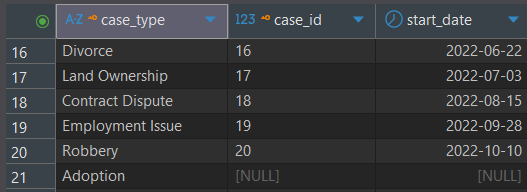 A-Z case_type 123 case_id start_date
16 Divorce 16 2022-06-22
17 Land Ownership 17 2022-07-03
18 Contract Dispute 18 2022-08-15
19 Employment Issue 19 2022-09-28
20 Robbery 20 2022-10-10
21 Adoption [NULL] [NULL]